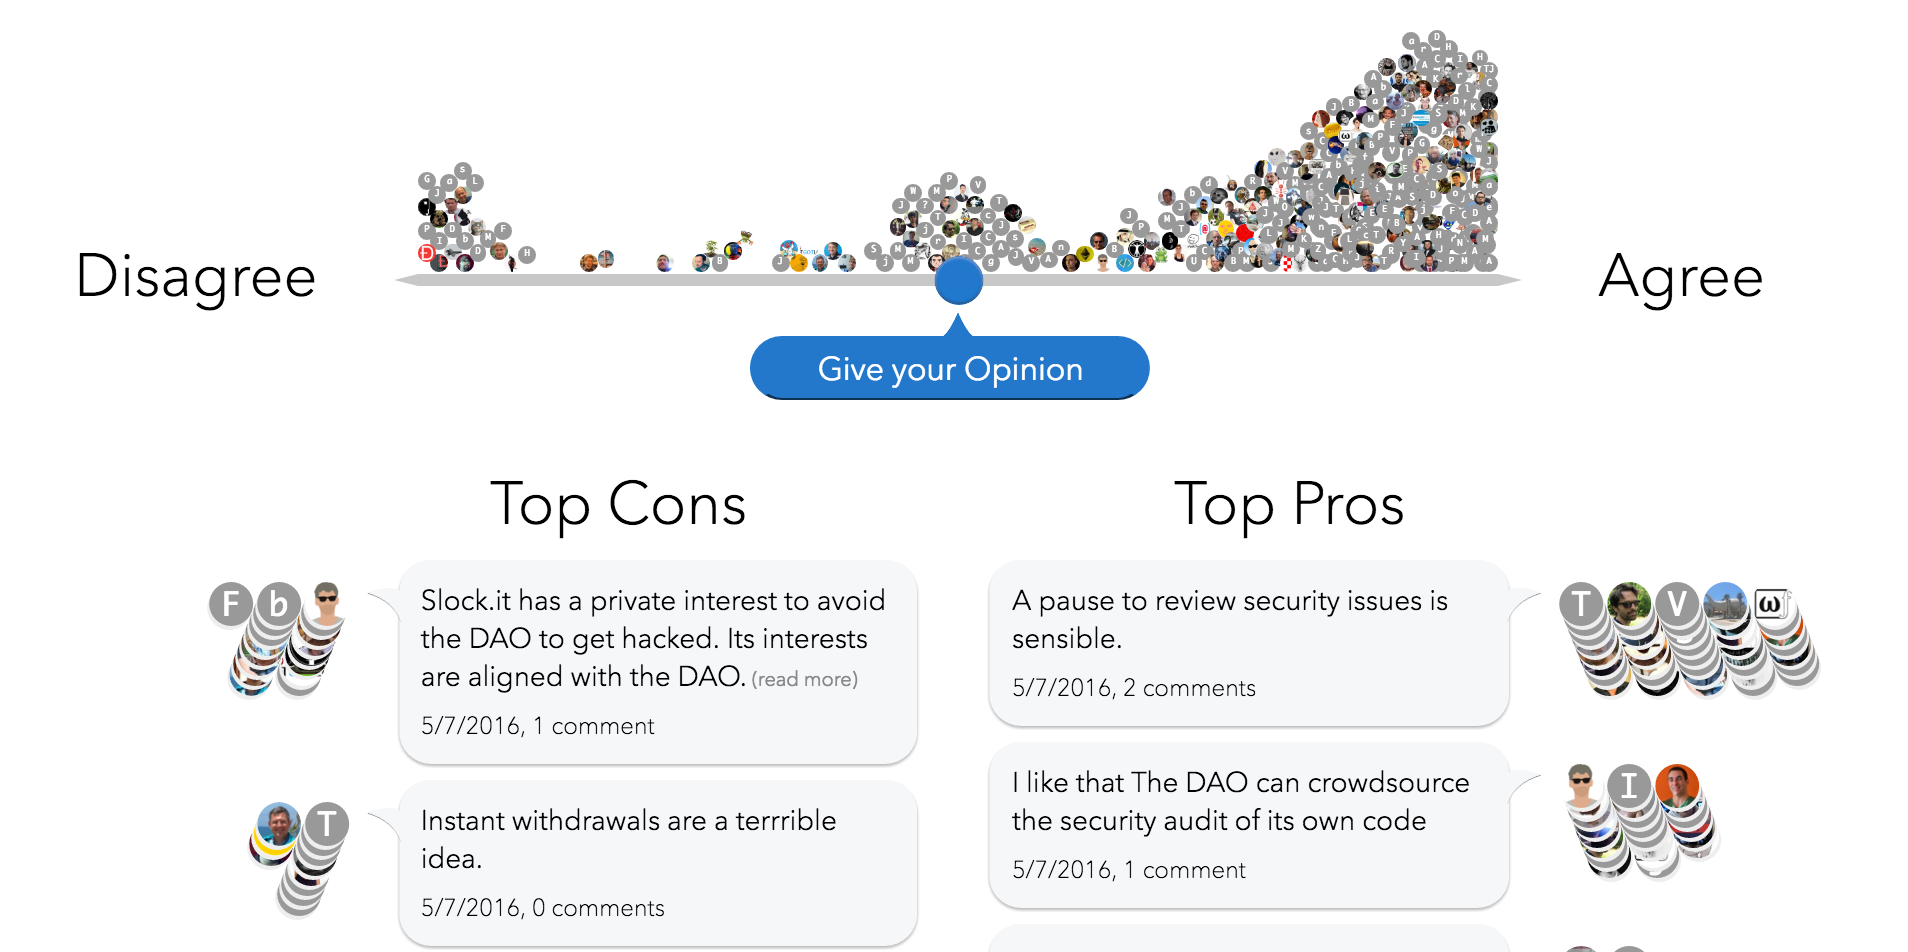 Disagree
Agree
Give your Opinion
Top Cons
Top Pros
F b
Slock.it has a private interest to avoid
the DAO to get hacked. Its interests
are aligned with the DAO. (read more)
5/7/2016, 1 comment
T
Instant withdrawals are a terrrible
idea.
5/7/2016, 0 comments
A pause to review security issues is
sensible.
5/7/2016, 2 comments
T V ω
I like that The DAO can crowdsource
the security audit of its own code
5/7/2016, 1 comment
I